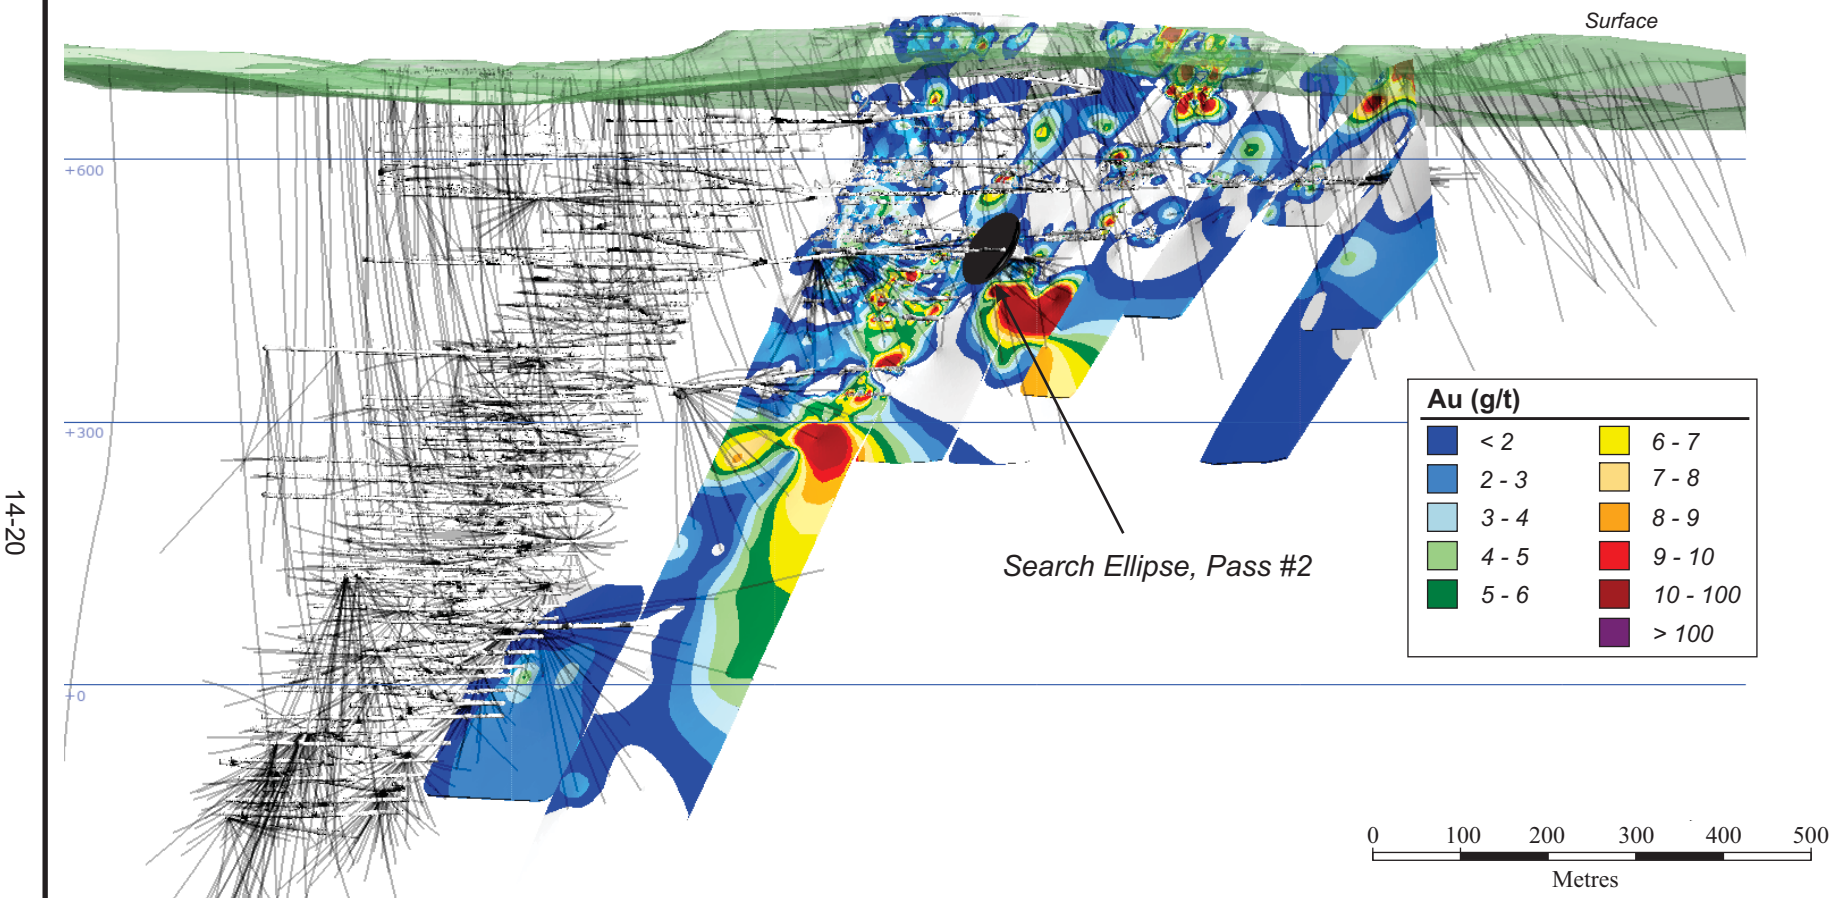 Surface
+600
+300
+0
14-20
Search Ellipse, Pass #2
Au (g/t)
< 2
2 - 3
3 - 4
4 - 5
5 - 6
6 - 7
7 - 8
8 - 9
9 - 10
10 - 100
> 100
0 100 200 300 400 500
Metres